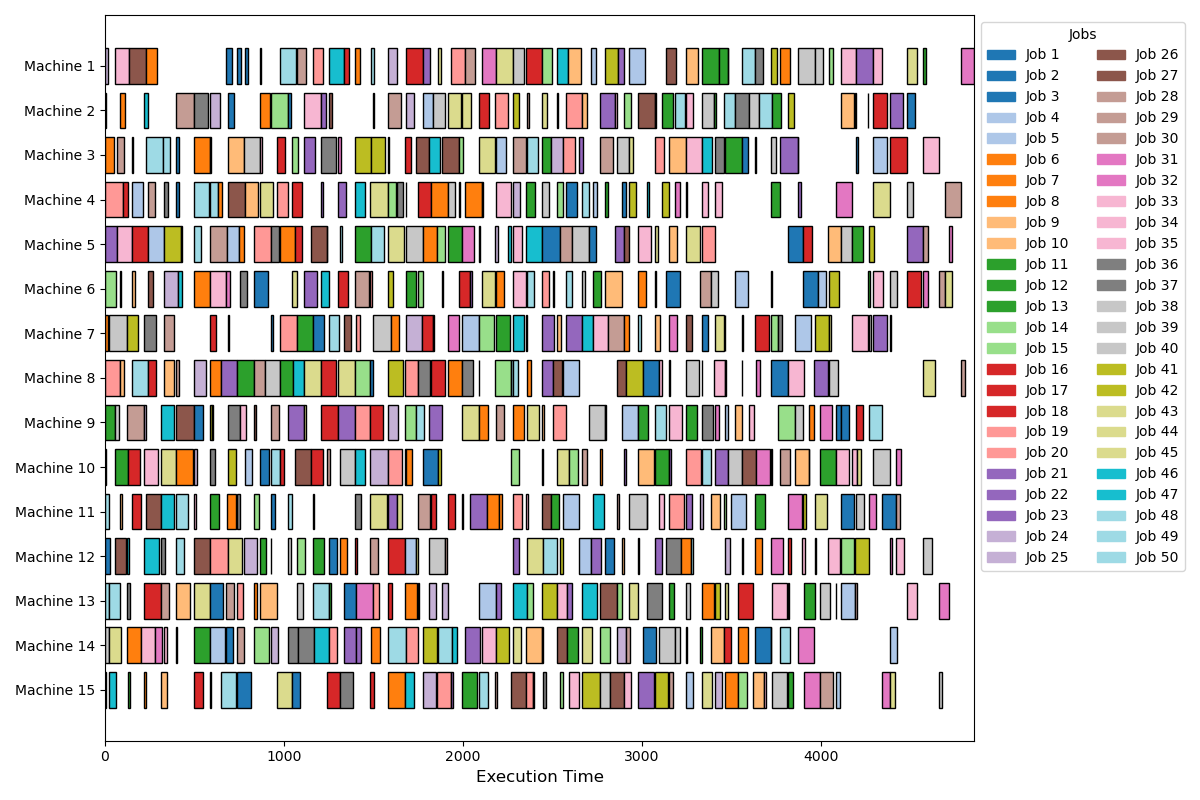 Machine 1
Machine 2
Machine 3
Machine 4
Machine 5
Machine 6
Machine 7
Machine 8
Machine 9
Machine 10
Machine 11
Machine 12
Machine 13
Machine 14
Machine 15
0 1000 2000 3000 4000
Execution Time
Jobs
Job 1 Job 26
Job 2 Job 27
Job 3 Job 28
Job 4 Job 29
Job 5 Job 30
Job 6 Job 31
Job 7 Job 32
Job 8 Job 33
Job 9 Job 34
Job 10 Job 35
Job 11 Job 36
Job 12 Job 37
Job 13 Job 38
Job 14 Job 39
Job 15 Job 40
Job 16 Job 41
Job 17 Job 42
Job 18 Job 43
Job 19 Job 44
Job 20 Job 45
Job 21 Job 46
Job 22 Job 47
Job 23 Job 48
Job 24 Job 49
Job 25 Job 50